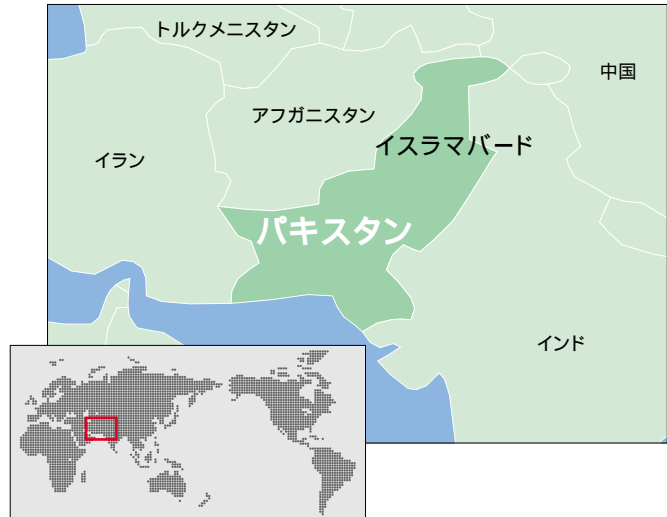 トルクメニスタン
中国
アフガニスタン
イスラマバード
イラン
パキスタン
インド